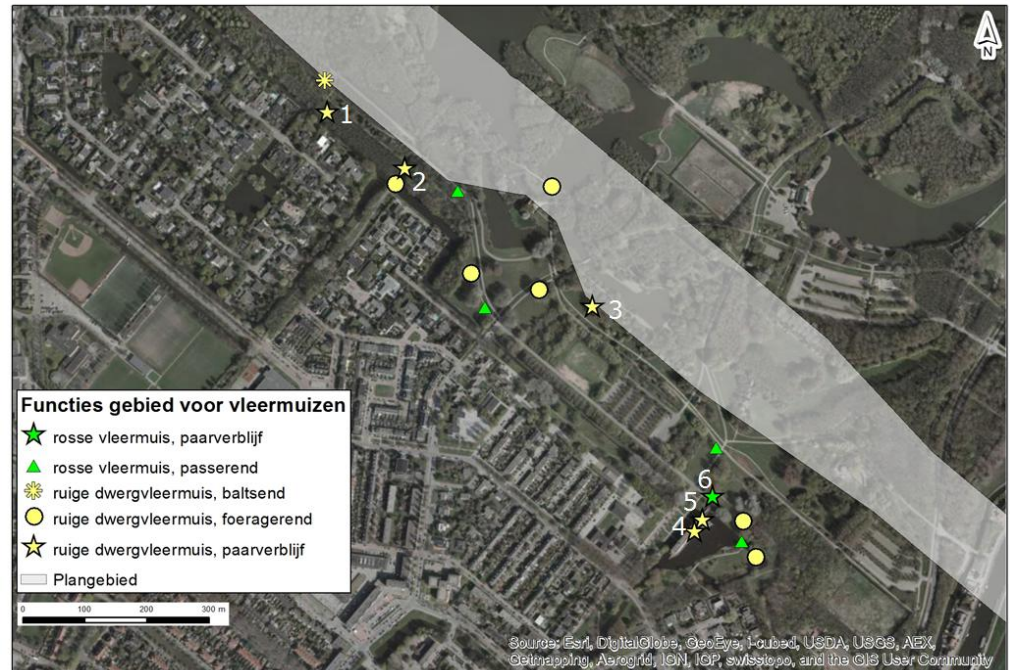 N
1
2
3
6
5
4
Functies gebied voor vleermuizen
rosse vleermuis, paarverblijf
rosse vleermuis, passerend
ruige dwergvleermuis, baltsend
ruige dwergvleermuis, foeragerend
ruige dwergvleermuis, paarverblijf
Plangebied
0 100 200 300 m
Source: Esri, DigitalGlobe, GeoEye, i-cubed, USDA, USGS, AEX,
Getmapping, Aerogrid, IGN, IGP, swisstopo, and the GIS User Community